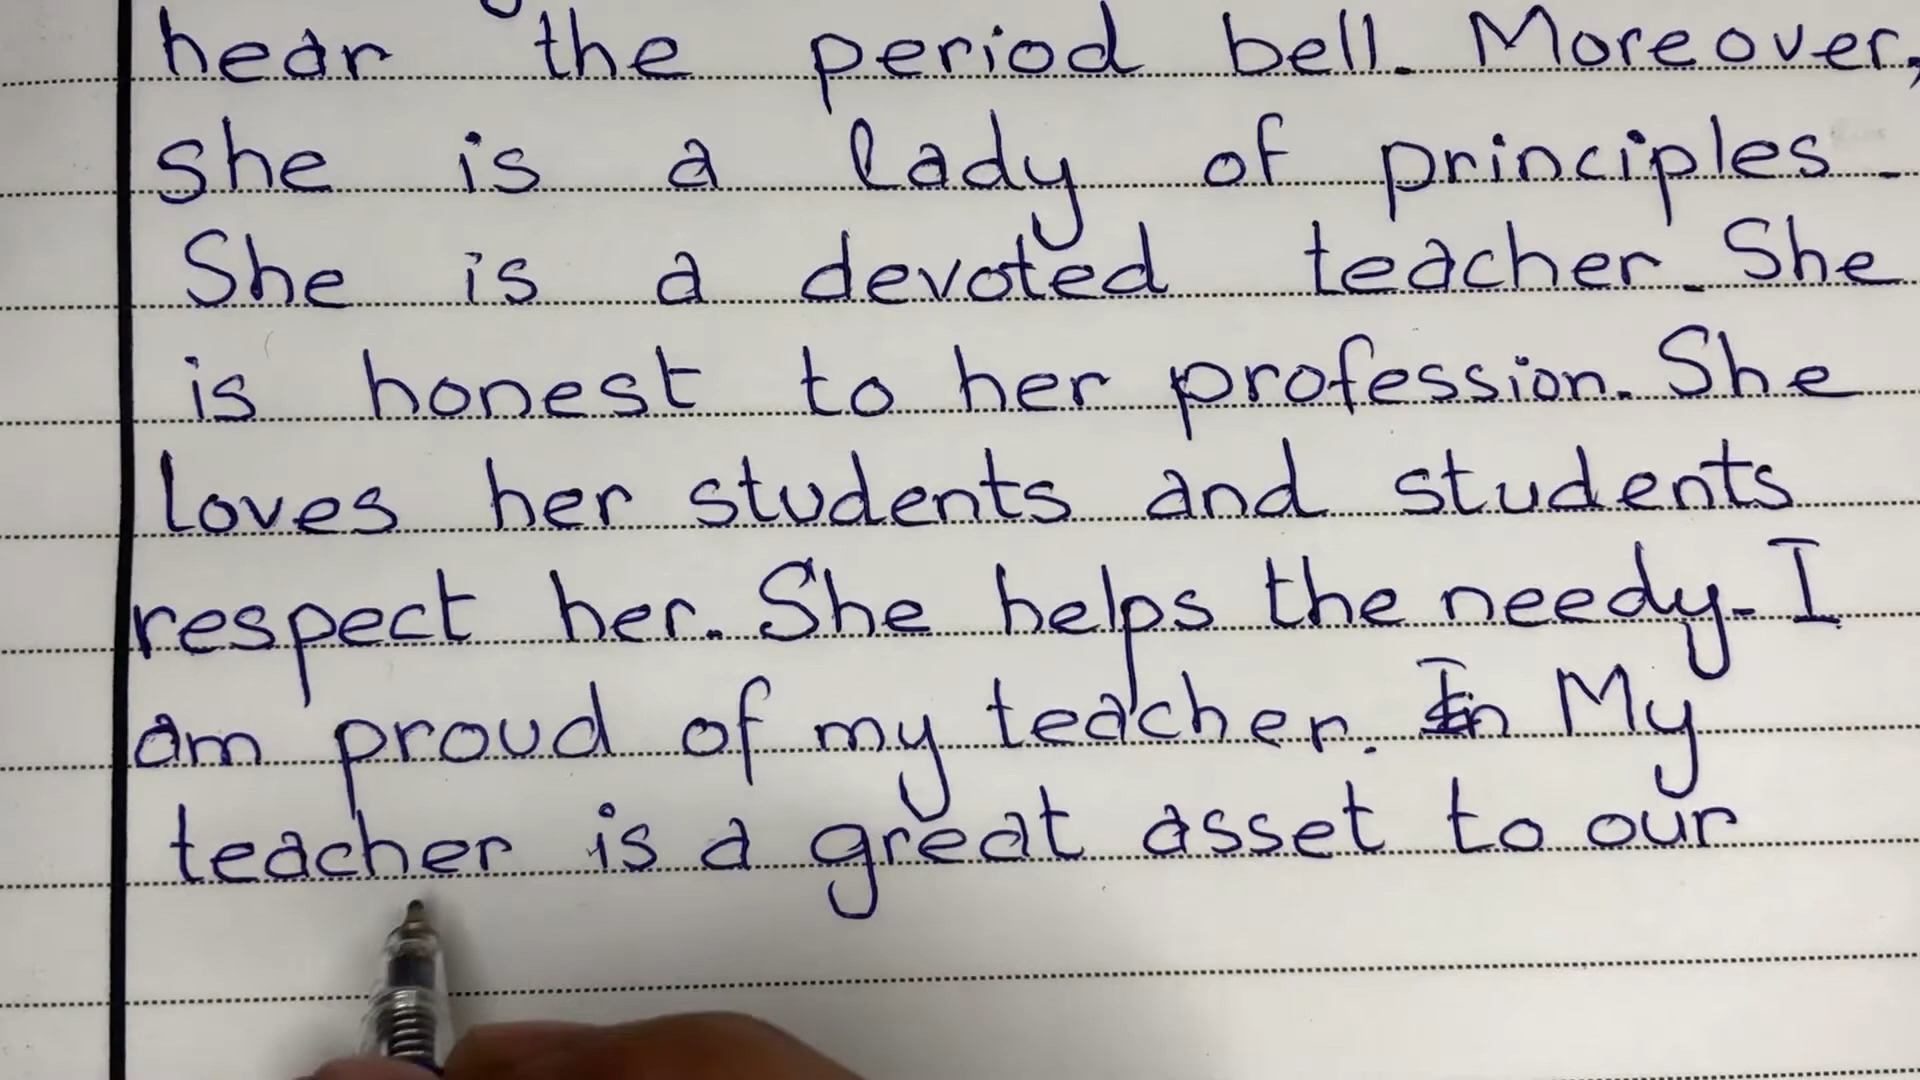 hear the period bell. Moreover,
she is a lady of principles.
She is a devoted teacher. She
is honest to her profession. She
loves her students and students
respect her. She helps the needy. I
am proud of my teacher. In My
teacher is a great asset to our